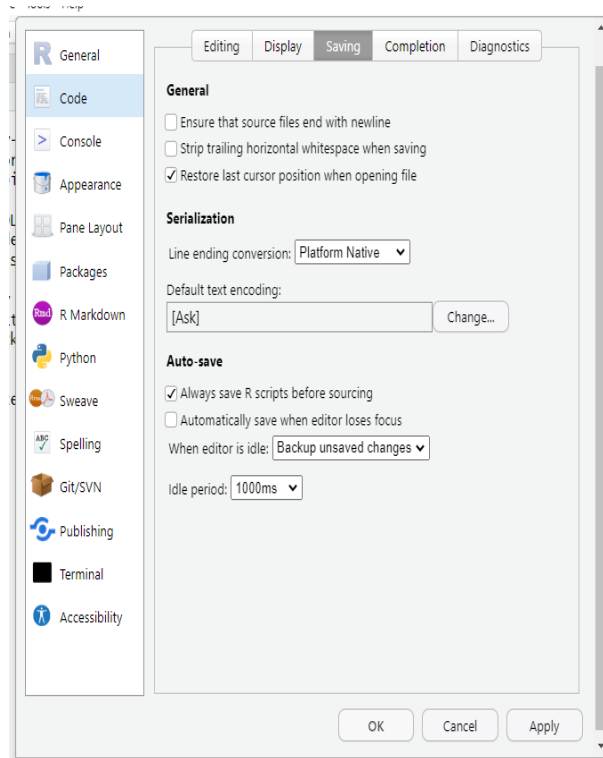 Tools Help
General
Code
Console
Appearance
Pane Layout
Packages
Rmd R Markdown
Python
Sweave
ABC Spelling
Git/SVN
Publishing
Terminal
Accessibility
Editing Display Saving Completion Diagnostics
General
Ensure that source files end with newline
Strip trailing horizontal whitespace when saving
Restore last cursor position when opening file
Serialization
Line ending conversion: Platform Native
Default text encoding:
[Ask] Change...
Auto-save
Always save R scripts before sourcing
Automatically save when editor loses focus
When editor is idle: Backup unsaved changes
Idle period: 1000ms
OK Cancel Apply